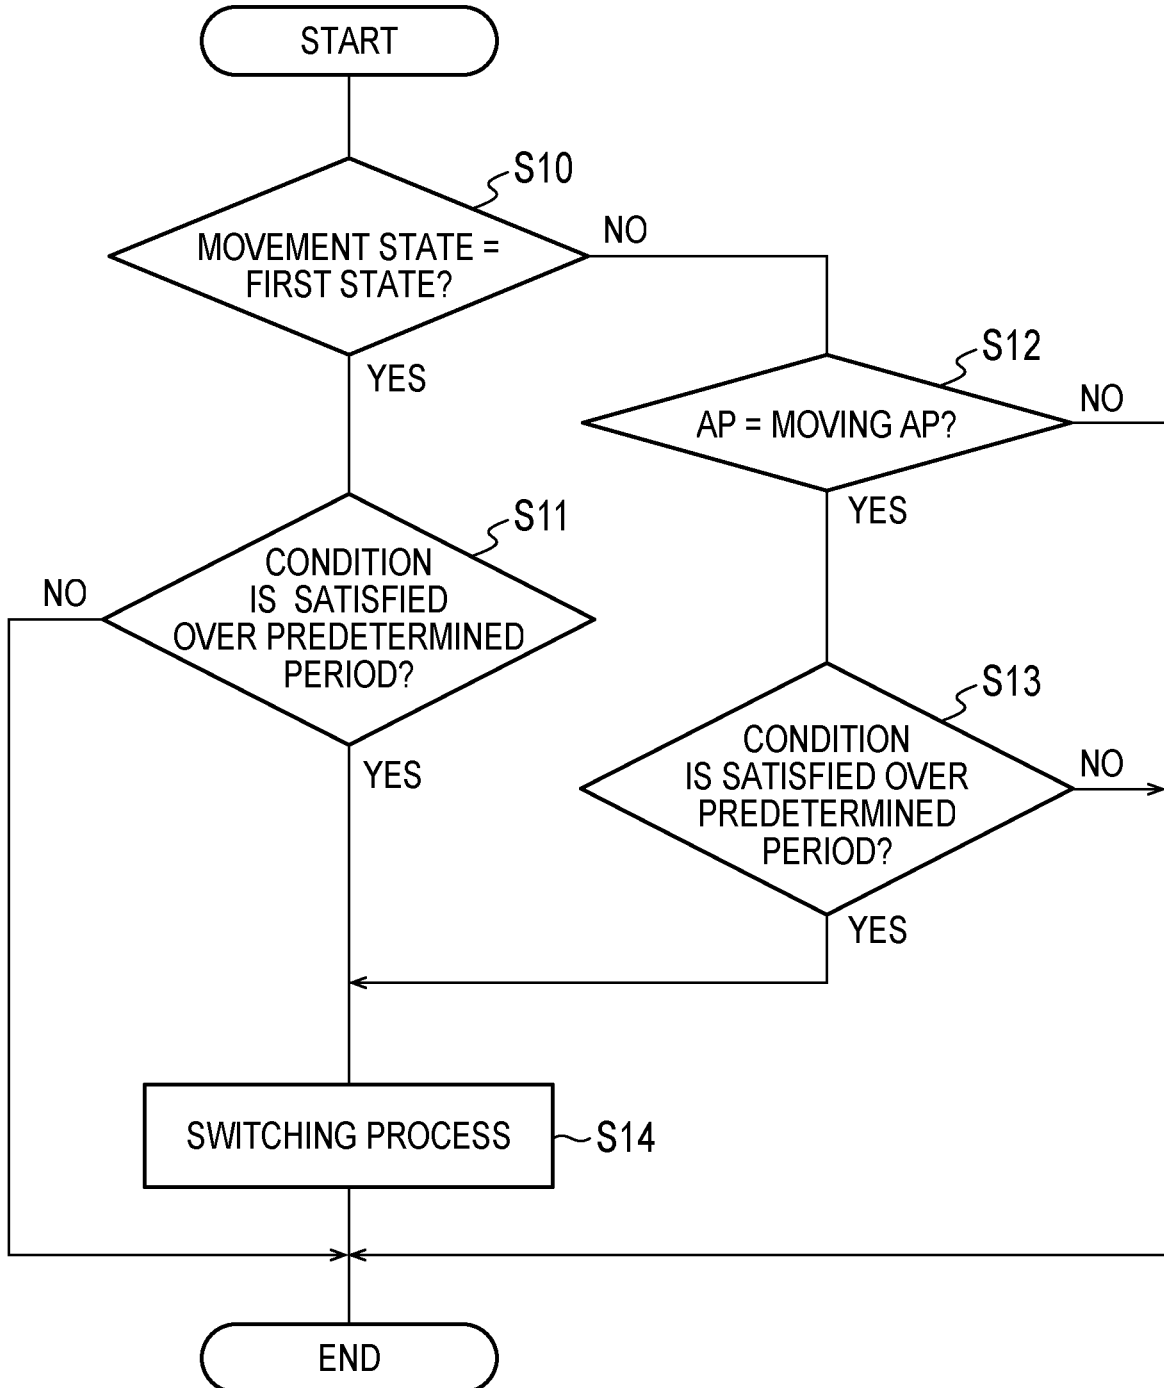 START
S10
MOVEMENT STATE =
FIRST STATE?
NO
YES
S12
AP = MOVING AP?
NO
YES
S11
CONDITION
IS SATISFIED
OVER PREDETERMINED
PERIOD?
NO
YES
S13
CONDITION
IS SATISFIED OVER
PREDETERMINED
PERIOD?
NO
YES
SWITCHING PROCESS
S14
END